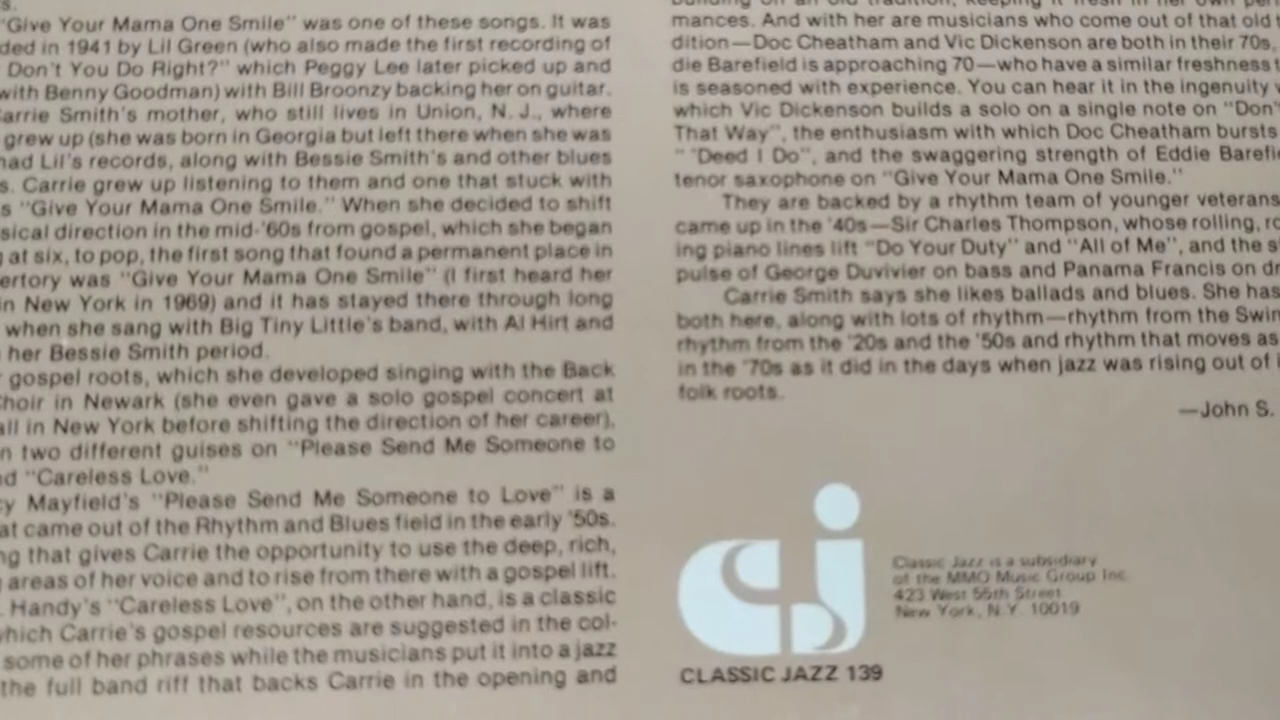 s.
"Give Your Mama One Smile" was one of these songs. It was
ded in 1941 by Lil Green (who also made the first recording of
Don't You Do Right?" which Peggy Lee later picked up and
with Benny Goodman) with Bill Broonzy backing her on guitar.
arrie Smith's mother, who still lives in Union, N.J., where
grew up (she was born in Georgia but left there when she was
had Lil's records, along with Bessie Smith's and other blues
s. Carrie grew up listening to them and one that stuck with
s "Give Your Mama One Smile." When she decided to shift
sical direction in the mid-'60s from gospel, which she began
g at six, to pop, the first song that found a permanent place in
ertory was "Give Your Mama One Smile" (I first heard her
in New York in 1969) and it has stayed there through long
when she sang with Big Tiny Little's band, with Al Hirt and
her Bessie Smith period.
r gospel roots, which she developed singing with the Back
Choir in Newark (she even gave a solo gospel concert at
all in New York before shifting the direction of her career),
n two different guises on "Please Send Me Someone to
nd "Careless Love."
cy Mayfield's "Please Send Me Someone to Love" is a
at came out of the Rhythm and Blues field in the early '50s.
ng that gives Carrie the opportunity to use the deep, rich,
areas of her voice and to rise from there with a gospel lift.
. Handy's "Careless Love", on the other hand, is a classic
which Carrie's gospel resources are suggested in the col-
some of her phrases while the musicians put it into a jazz
the full band riff that backs Carrie in the opening and
building on an old tradition, keeping it fresh in her own per
mances. And with her are musicians who come out of that old
dition—Doc Cheatham and Vic Dickenson are both in their 70s,
die Barefield is approaching 70—who have a similar freshness t
is seasoned with experience. You can hear it in the ingenuity w
which Vic Dickenson builds a solo on a single note on "Don'
That Way", the enthusiasm with which Doc Cheatham bursts
" 'Deed I Do", and the swaggering strength of Eddie Barefie
tenor saxophone on "Give Your Mama One Smile."
They are backed by a rhythm team of younger veterans
came up in the '40s—Sir Charles Thompson, whose rolling, ro
ing piano lines lift "Do Your Duty" and "All of Me", and the s
pulse of George Duvivier on bass and Panama Francis on dr
Carrie Smith says she likes ballads and blues. She has
both here, along with lots of rhythm—rhythm from the Swin
rhythm from the '20s and the '50s and rhythm that moves as
in the '70s as it did in the days when jazz was rising out of
folk roots.
—John S.
cj
Classic Jazz is a subsidiary
of the MMO Music Group Inc.
423 West 55th Street
New York, N.Y. 10019
CLASSIC JAZZ 139